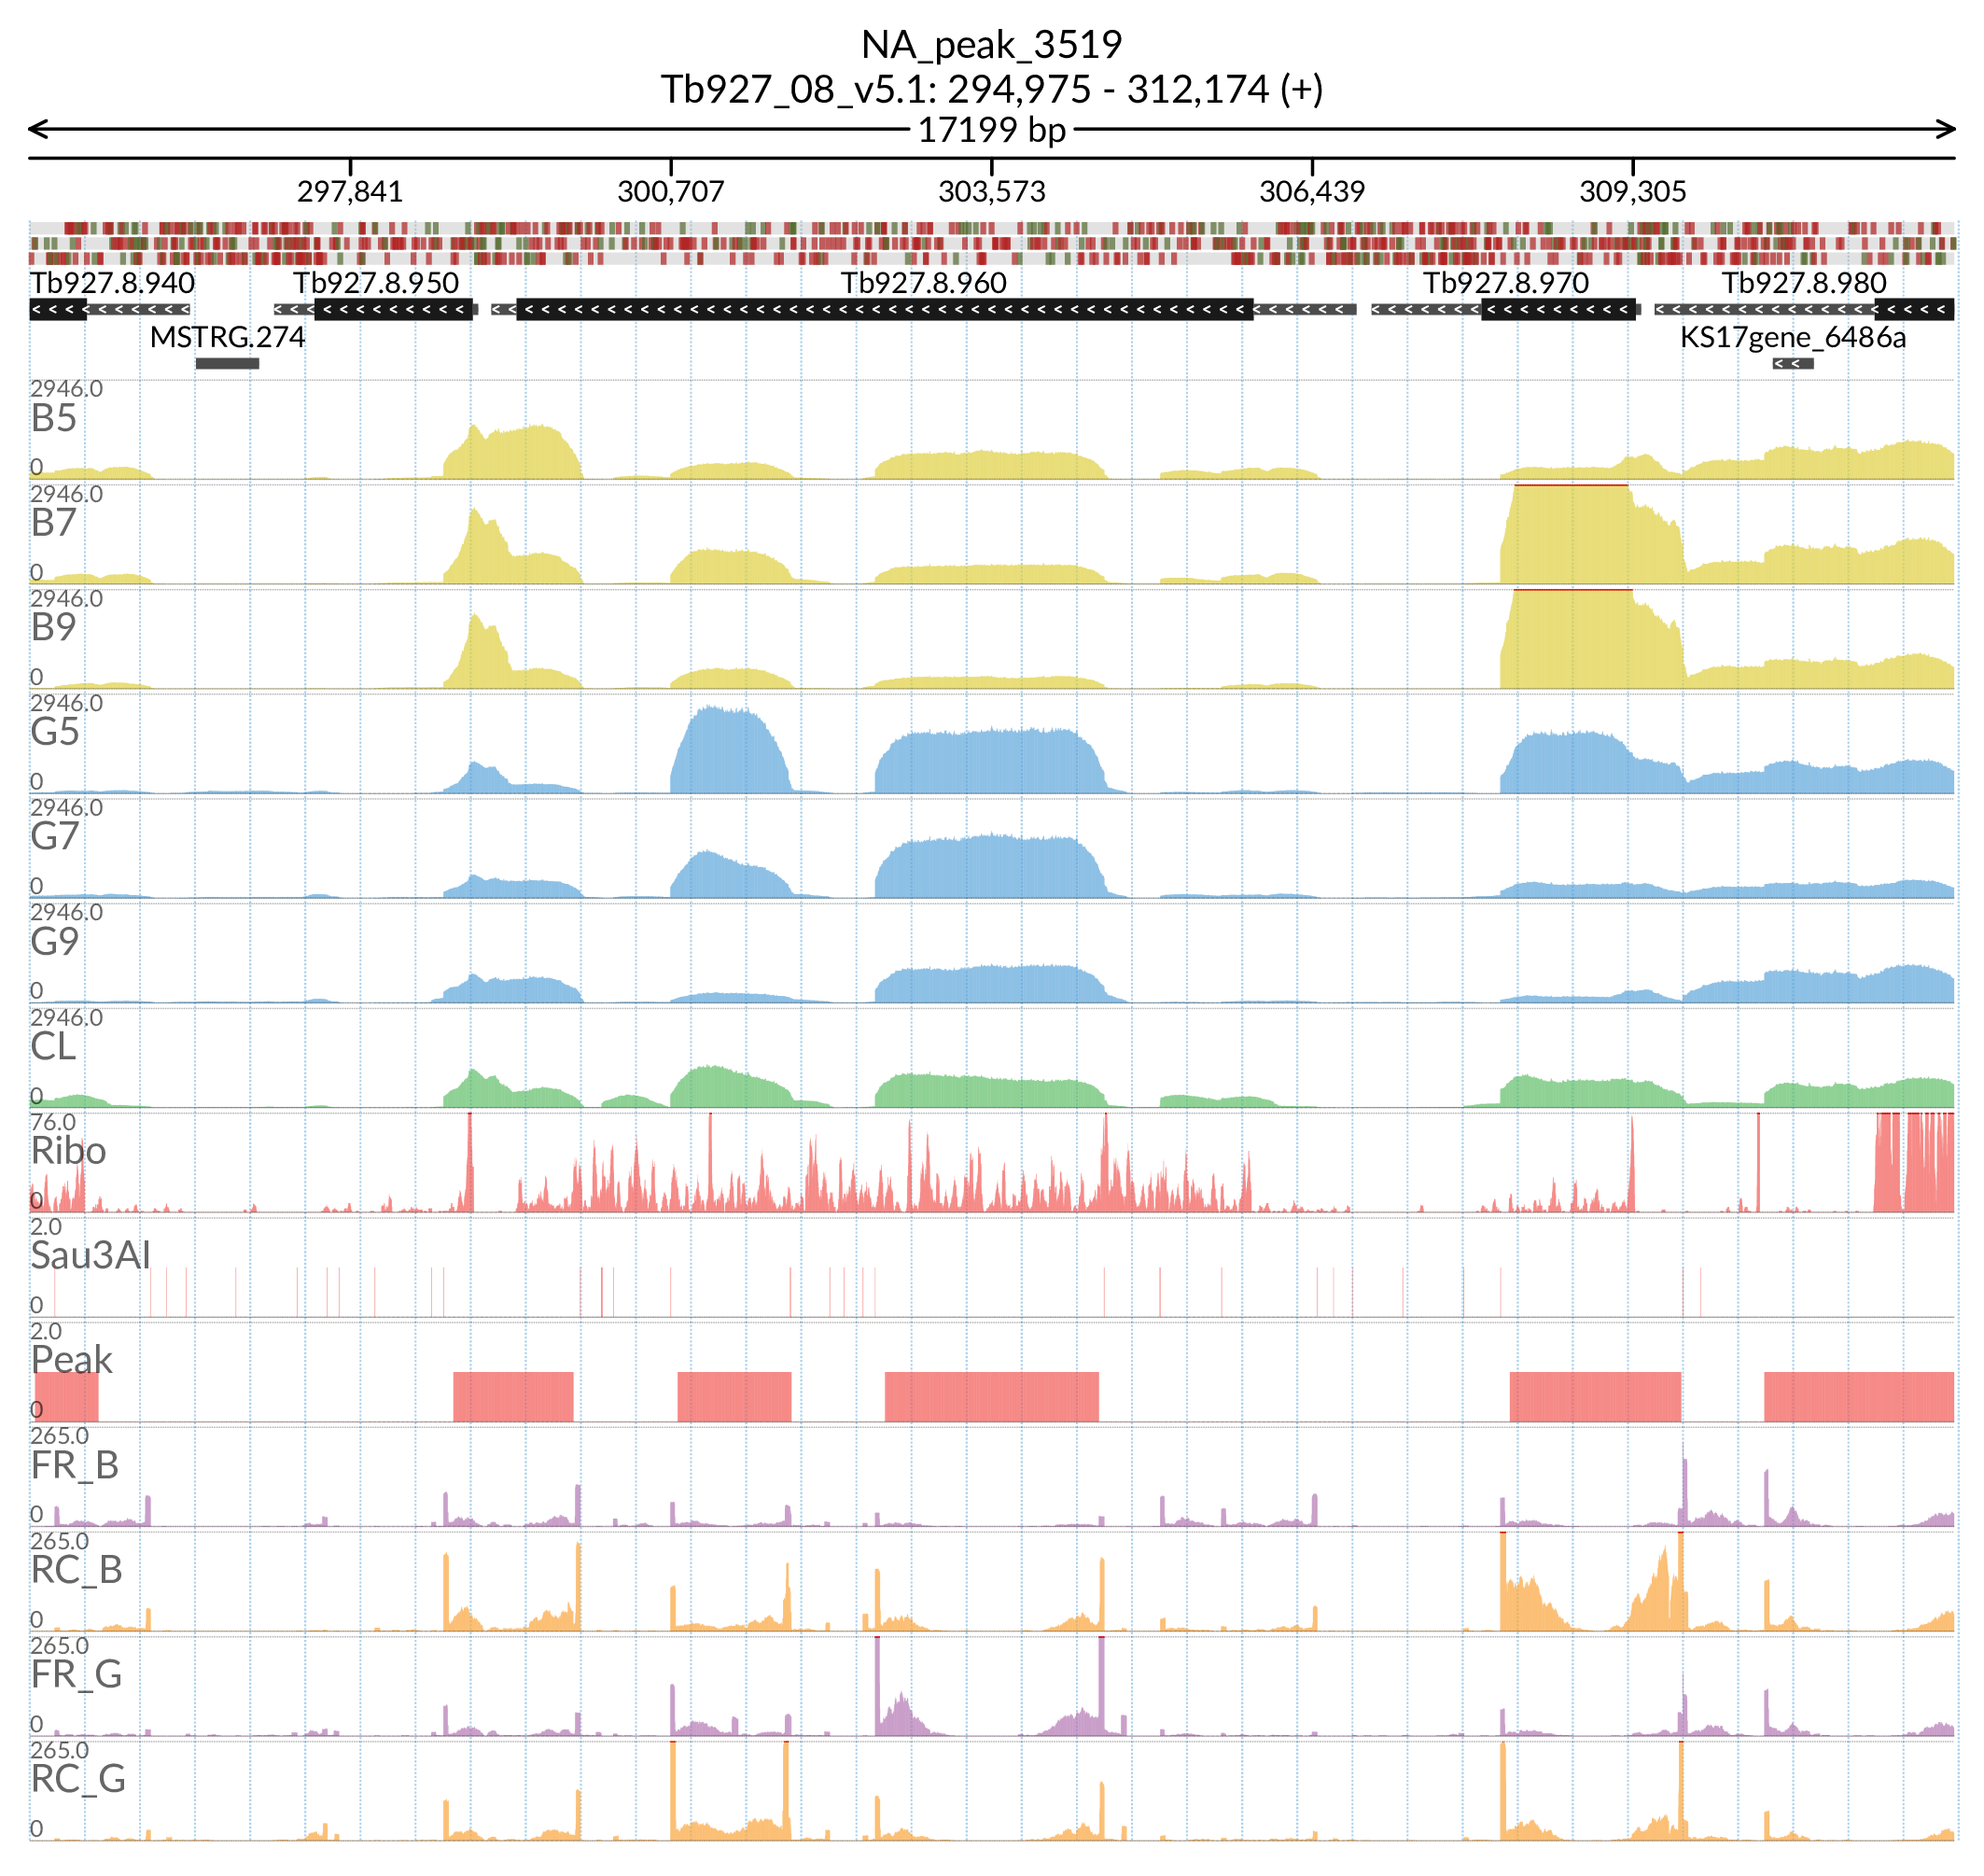 NA_peak_3519
Tb927_08_v5.1: 294,975 - 312,174 (+)
17199 bp
297,841 300,707 303,573 306,439 309,305
Tb927.8.940 Tb927.8.950 Tb927.8.960 Tb927.8.970 Tb927.8.980
MSTRG.274 KS17gene_6486a
2946.0
B5
0
2946.0
B7
0
2946.0
B9
0
2946.0
G5
0
2946.0
G7
0
2946.0
G9
0
2946.0
CL
0
76.0
Ribo
0
2.0
Sau3AI
0
2.0
Peak
0
265.0
FR_B
0
265.0
RC_B
0
265.0
FR_G
0
265.0
RC_G
0